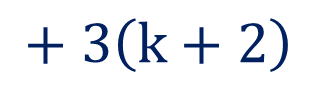 + 3(k + 2)